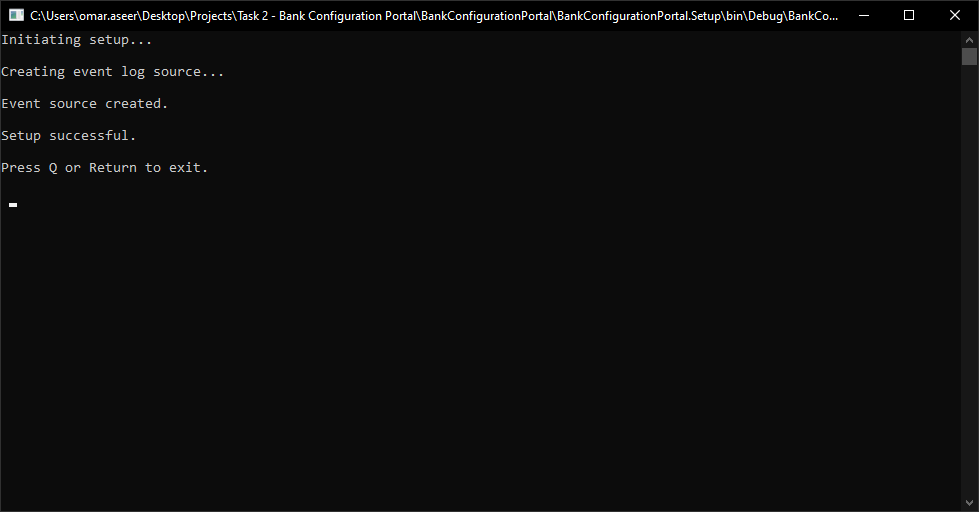 C:\Users\omar.aseer\Desktop\Projects\Task 2 - Bank Configuration Portal\BankConfigurationPortal\BankConfigurationPortal.Setup\bin\Debug\BankCo...
Initiating setup...
Creating event log source...
Event source created.
Setup successful.
Press Q or Return to exit.